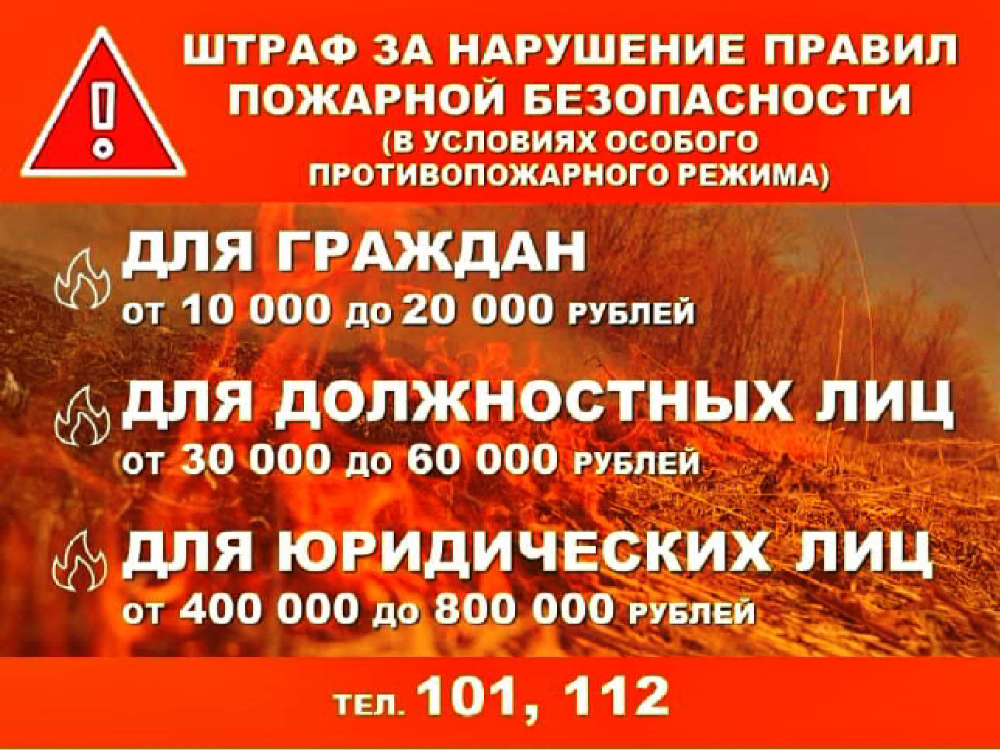 ШТРАФ ЗА НАРУШЕНИЕ ПРАВИЛ
ПОЖАРНОЙ БЕЗОПАСНОСТИ
(В УСЛОВИЯХ ОСОБОГО
ПРОТИВОПОЖАРНОГО РЕЖИМА)
ДЛЯ ГРАЖДАН
от 10 000 до 20 000 РУБЛЕЙ
ДЛЯ ДОЛЖНОСТНЫХ ЛИЦ
от 30 000 до 60 000 РУБЛЕЙ
ДЛЯ ЮРИДИЧЕСКИХ ЛИЦ
от 400 000 до 800 000 РУБЛЕЙ
ТЕЛ. 101, 112